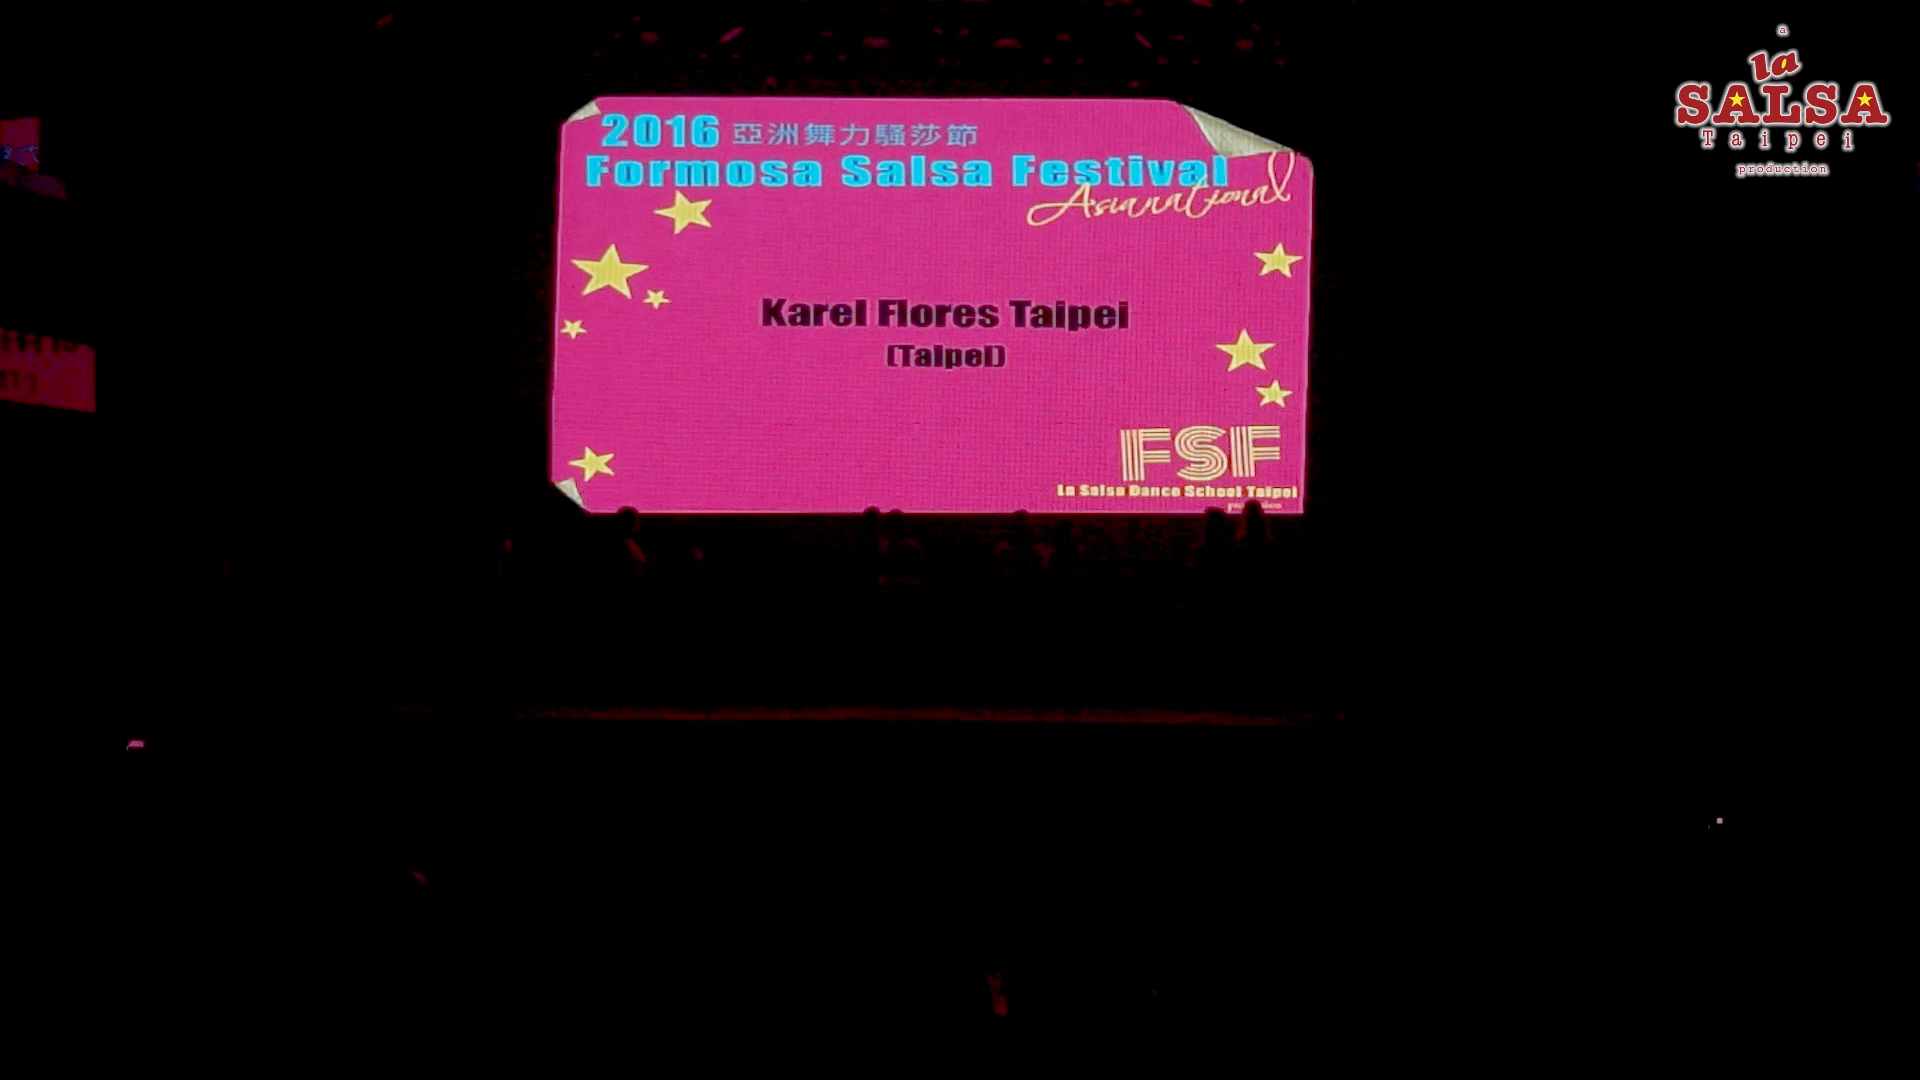 a
la
SALSA
Taipei
production
2016 亞洲舞力騷莎節
Formosa Salsa Festival
Asianational
Karel Flores Taipei
(Taipei)
FSF
La Salsa Dance School Taipei